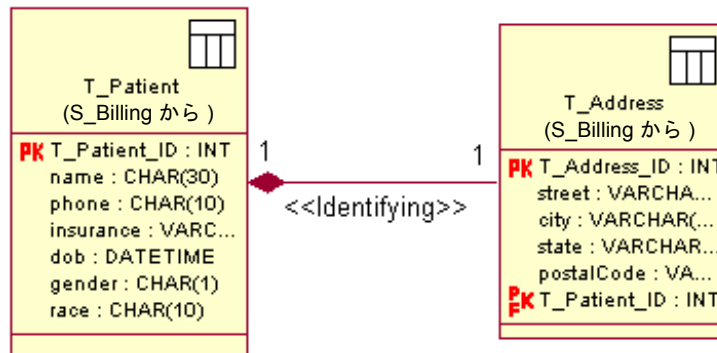 T_Patient
(S_Billing から )
PK T_Patient_ID : INT
name : CHAR(30)
phone : CHAR(10)
insurance : VARC...
dob : DATETIME
gender : CHAR(1)
race : CHAR(10)
1
1
<<Identifying>>
T_Address
(S_Billing から )
PK T_Address_ID : INT
street : VARCHA...
city : VARCHAR(...
state : VARCHAR...
postalCode : VA...
PFK T_Patient_ID : INT